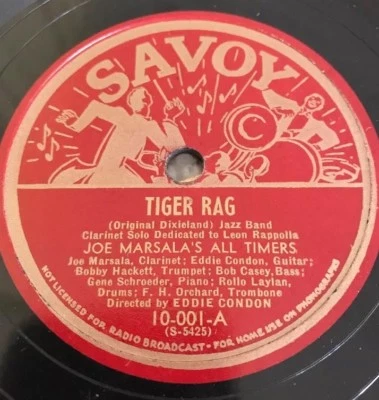 SAVOY
TIGER RAG
(Original Dixieland) Jazz Band
Clarinet Solo Dedicated to Leon Rappolla
JOE MARSALA'S ALL TIMERS
Joe Marsala, Clarinet; Eddie Condon, Guitar;
Bobby Hackett, Trumpet; Bob Casey, Bass;
Gene Schroeder, Piano; Rollo Laylan,
Drums; F. H. Orchard, Trombone
Directed by EDDIE CONDON
10-001-A
(S-5425)
NOT LICENSED FOR RADIO BROADCAST - FOR HOME USE ON PHONOGRAPHS